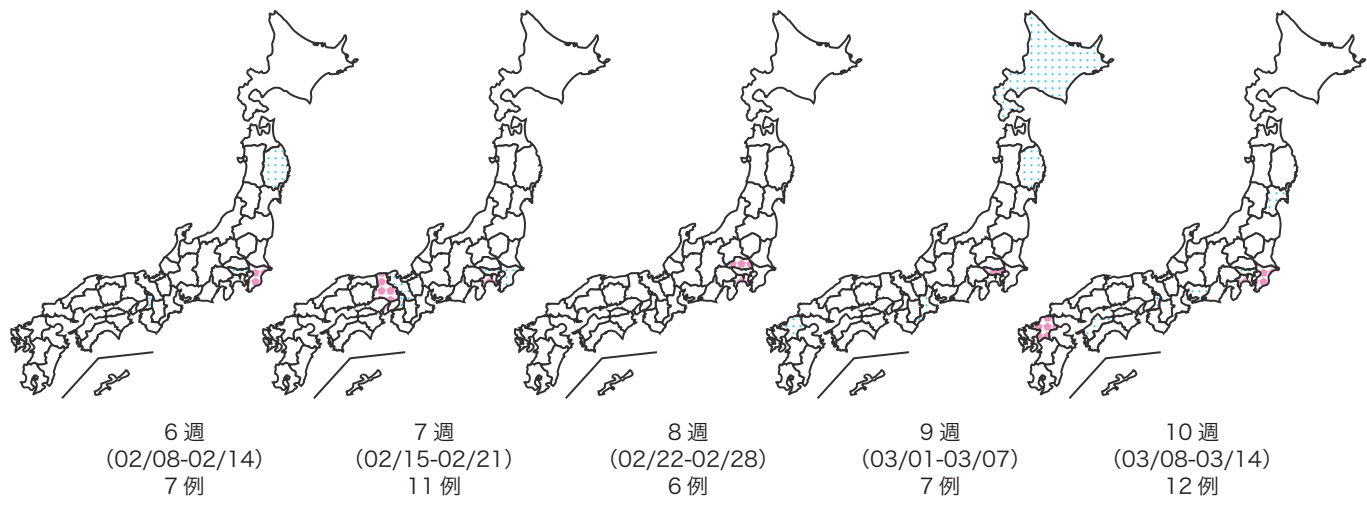 6 週
（02/08-02/14）
7 例
7 週
（02/15-02/21）
11 例
8 週
（02/22-02/28）
6 例
9 週
（03/01-03/07）
7 例
10 週
（03/08-03/14）
12 例